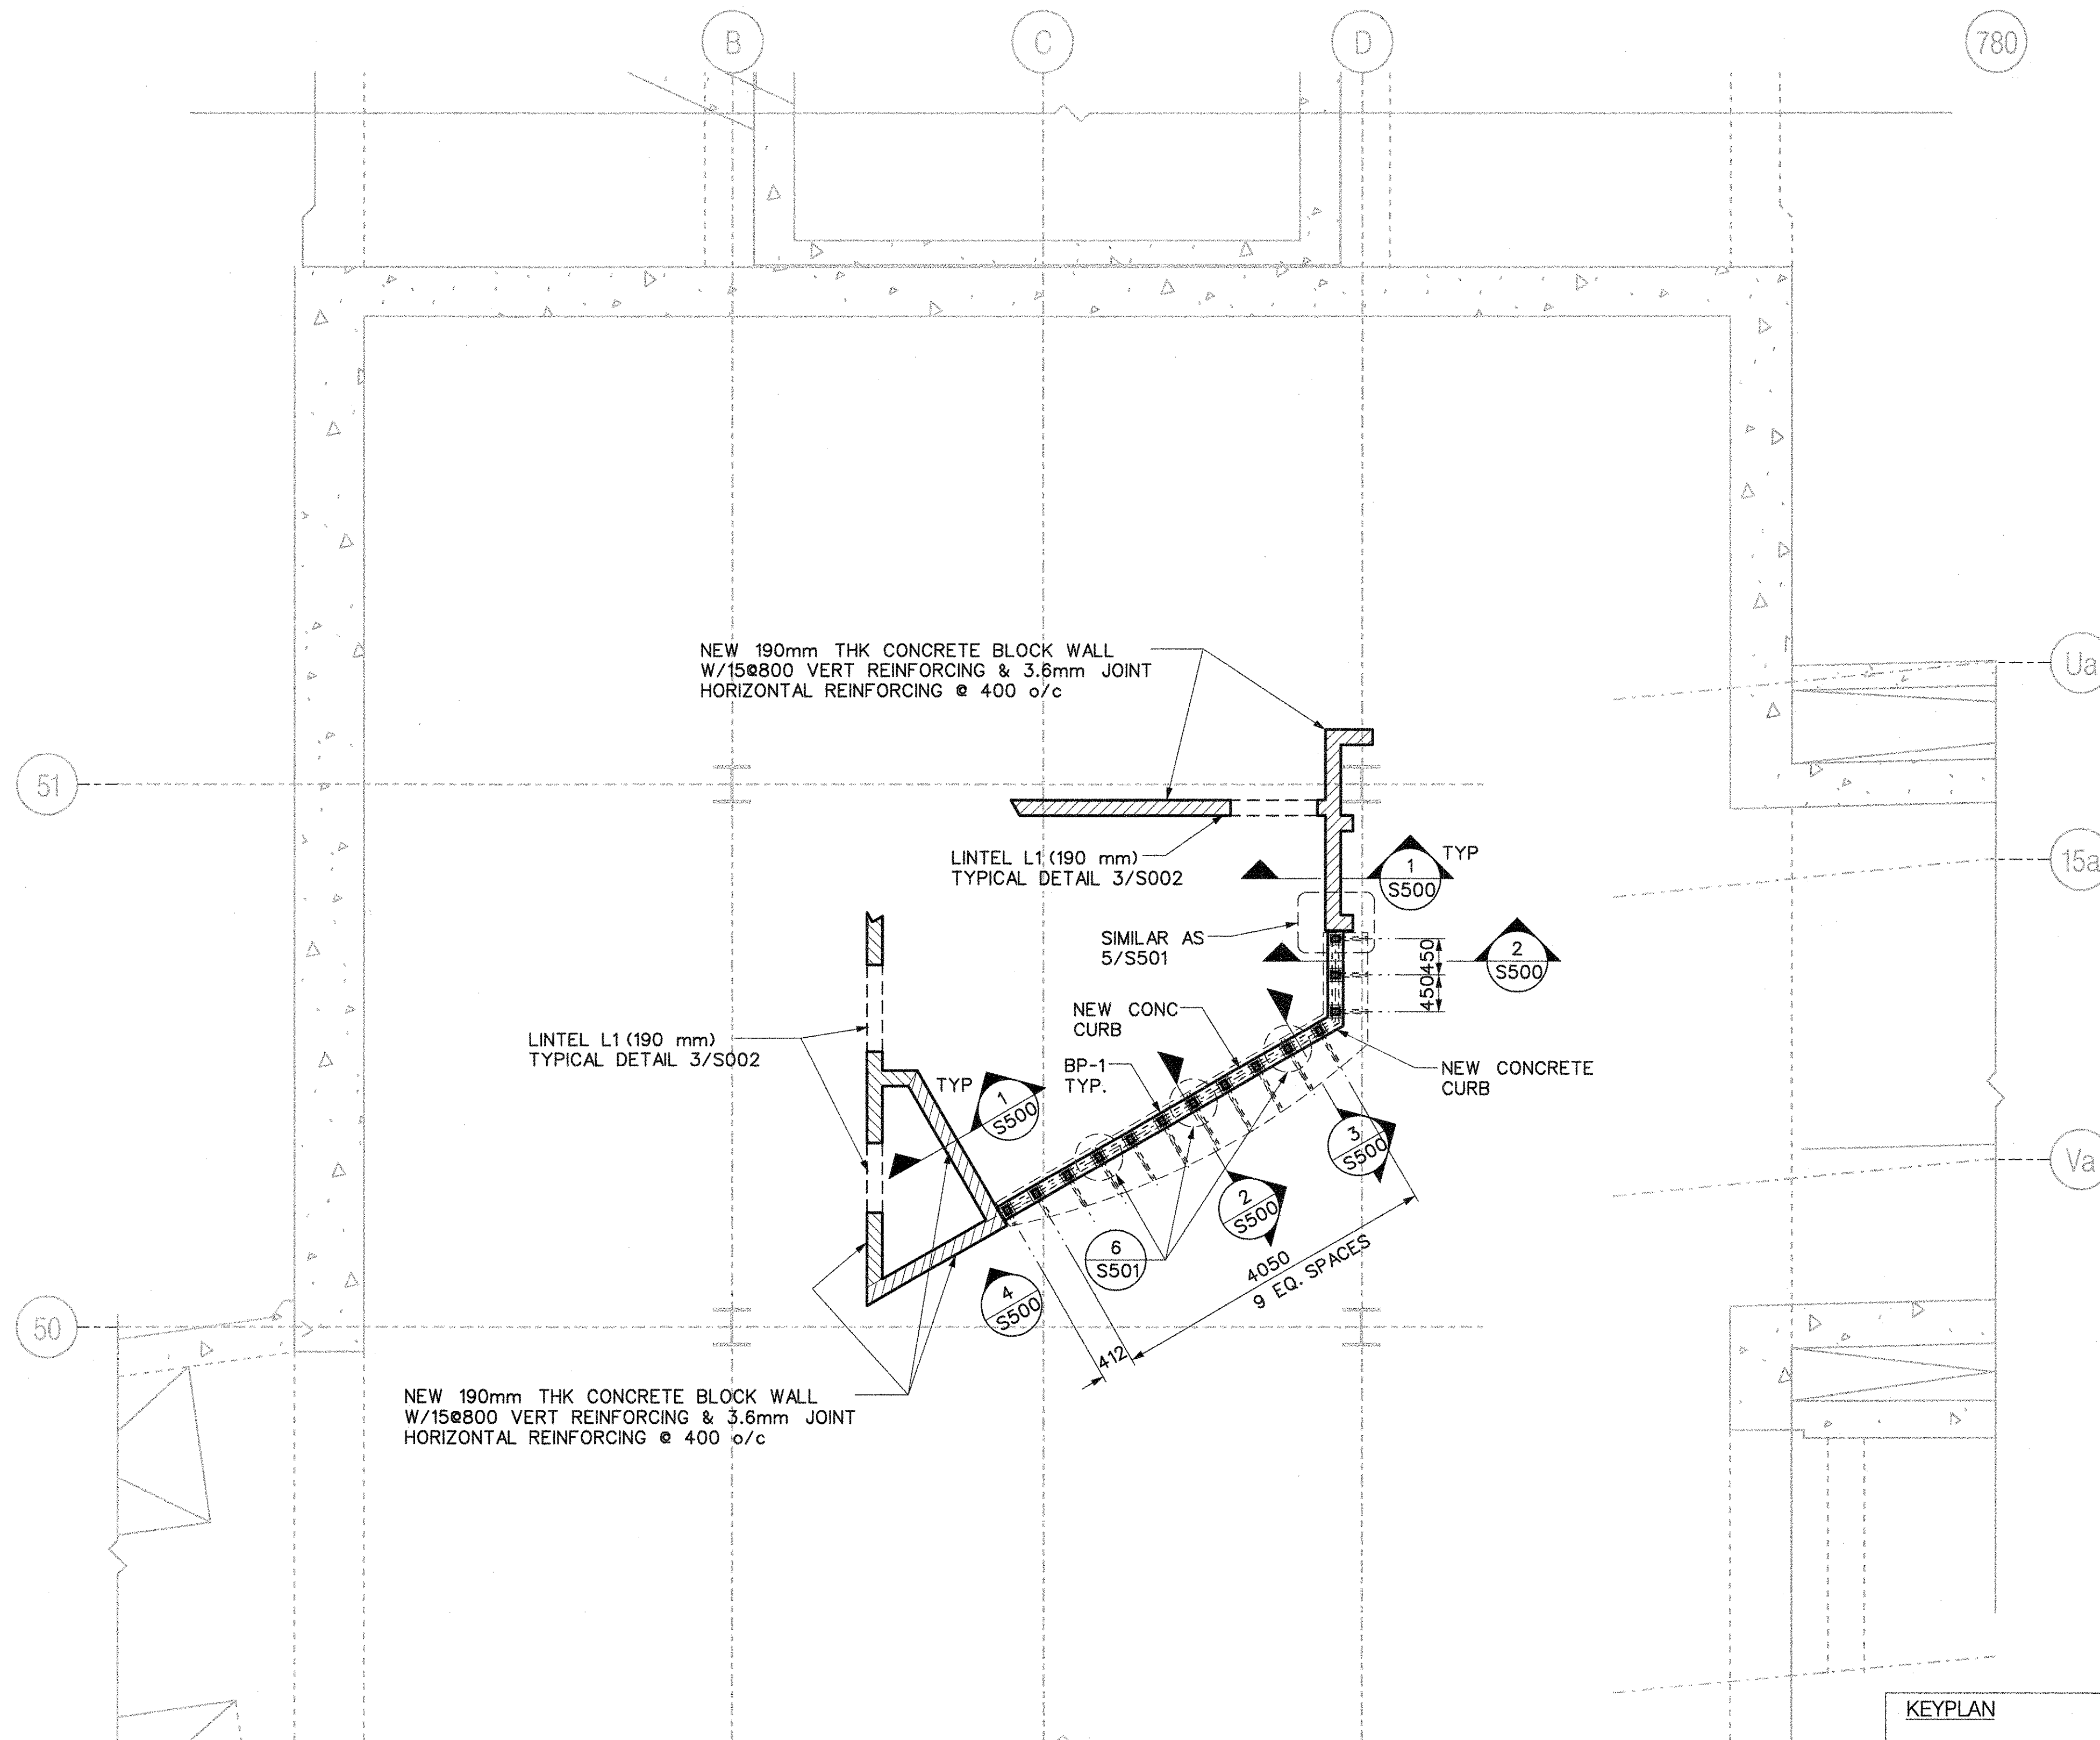 B
C
D
780
NEW 190mm THK CONCRETE BLOCK WALL
W/15@800 VERT REINFORCING & 3.6mm JOINT
HORIZONTAL REINFORCING @ 400 o/c
Ua
51
LINTEL L1 (190 mm)
TYPICAL DETAIL 3/S002
1
S500
TYP
15a
SIMILAR AS
5/S501
450
450
2
S500
NEW CONC
CURB
LINTEL L1 (190 mm)
TYPICAL DETAIL 3/S002
BP-1
TYP.
NEW CONCRETE
CURB
TYP
1
S500
3
S500
Va
2
S500
6
S501
4050
9 EQ. SPACES
4
S500
50
412
NEW 190mm THK CONCRETE BLOCK WALL
W/15@800 VERT REINFORCING & 3.6mm JOINT
HORIZONTAL REINFORCING @ 400 o/c
KEYPLAN